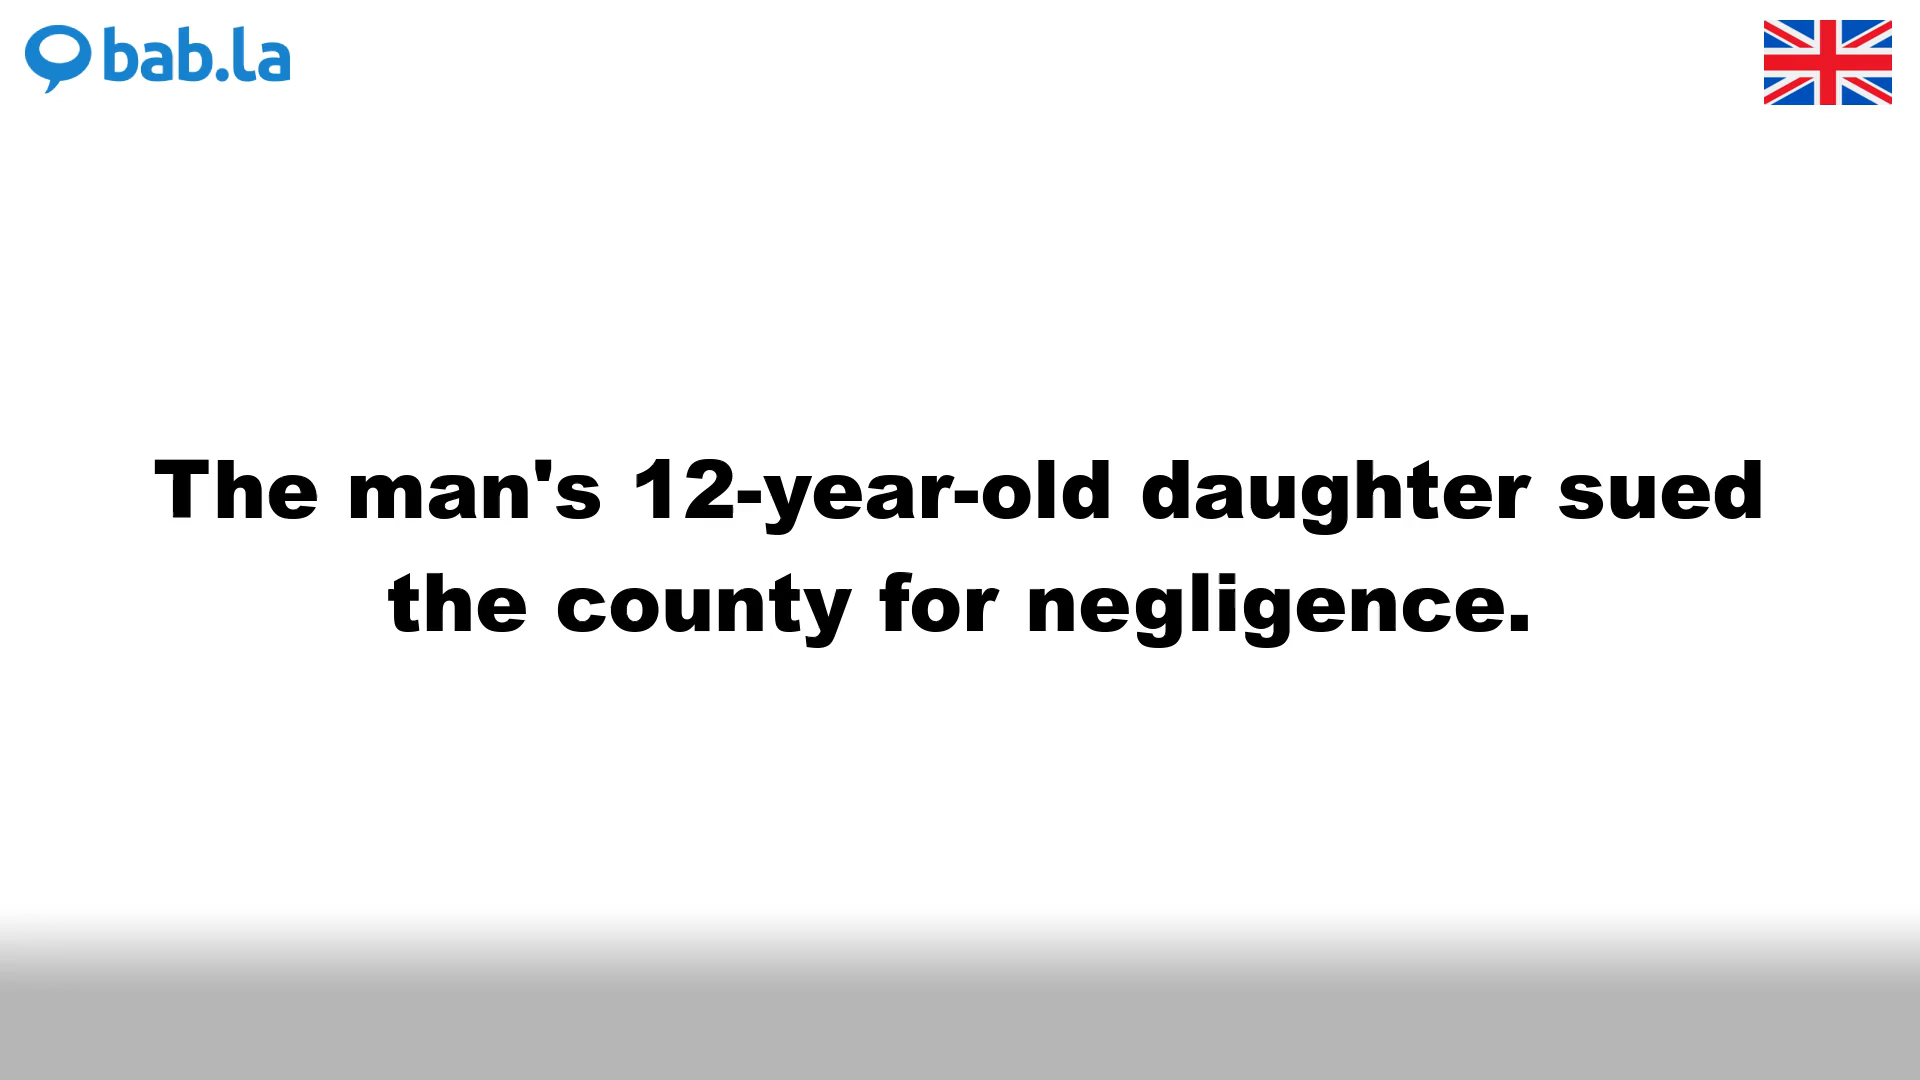 bab.la
The man's 12-year-old daughter sued
the county for negligence.